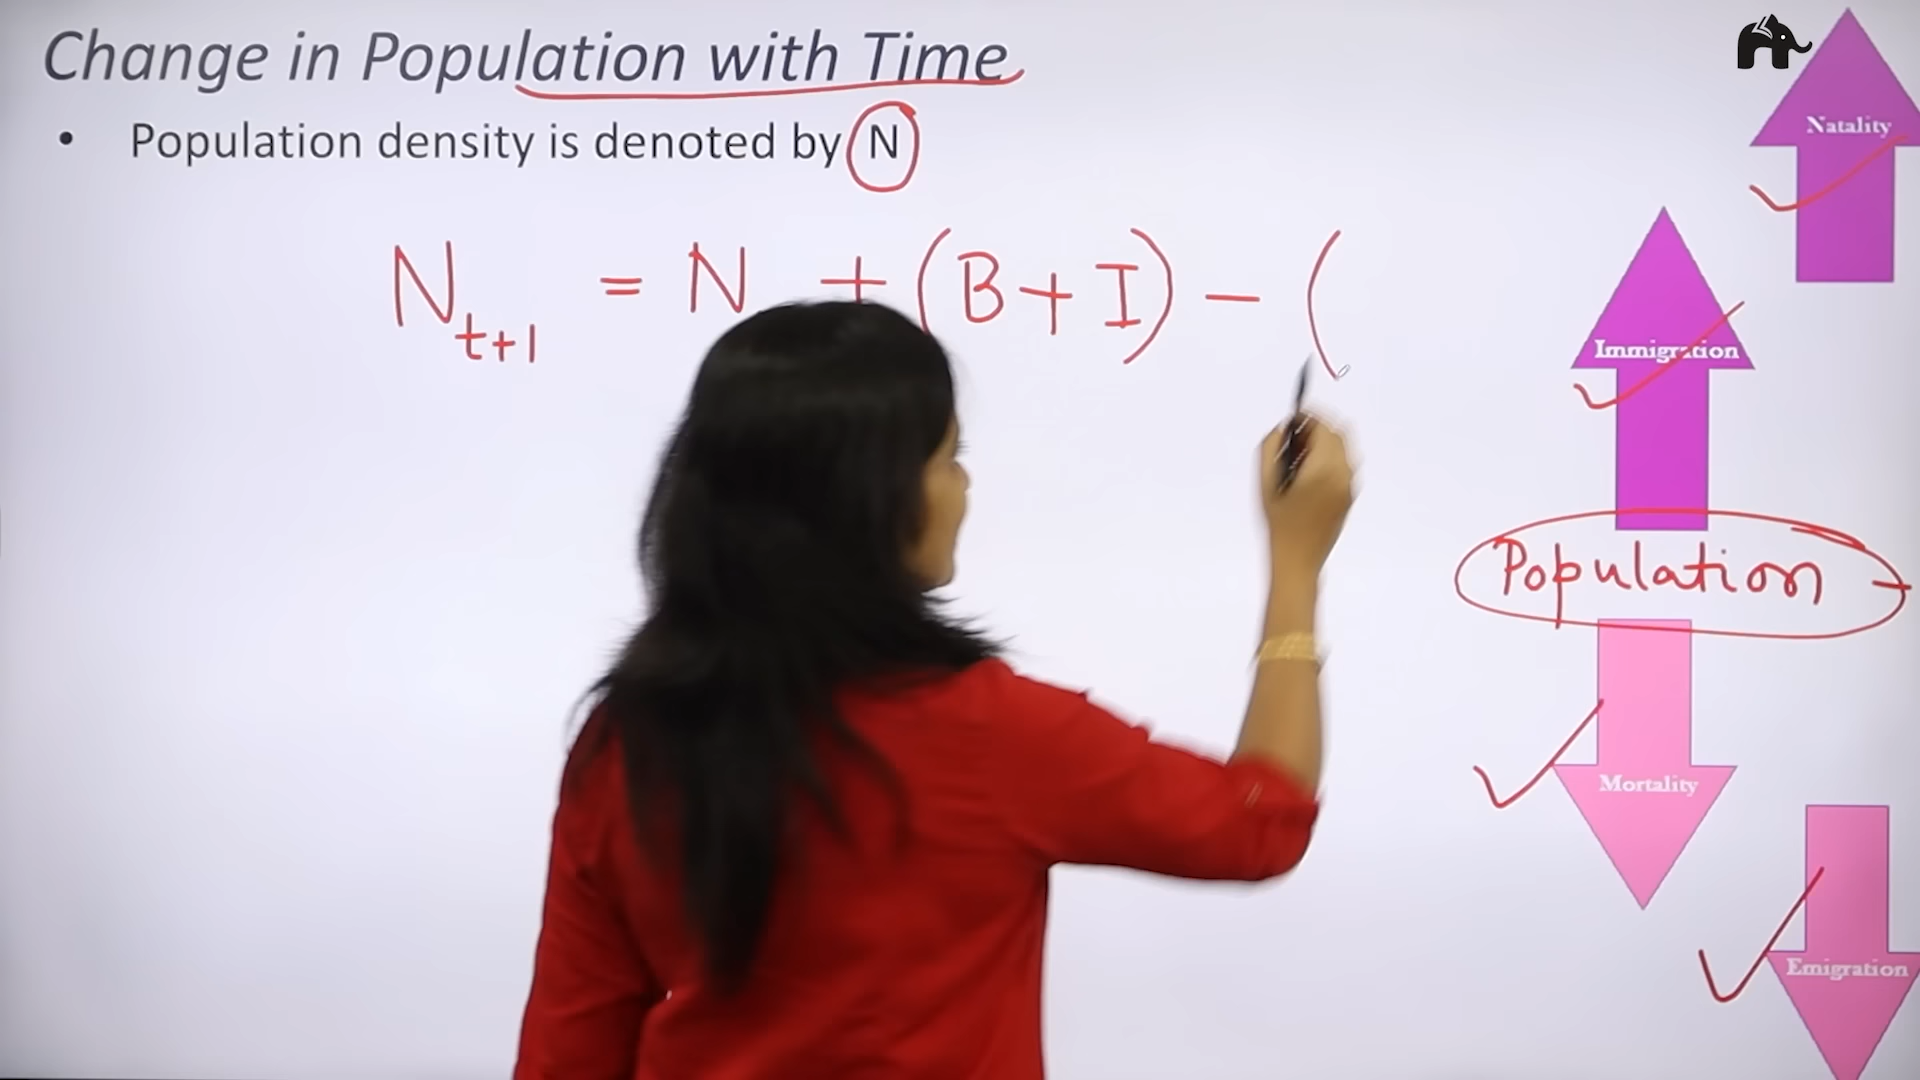 Change in Population with Time
• Population density is denoted by N
N t+1 = N + (B + I) - (
Natality
Immigration
Population
Mortality
Emigration